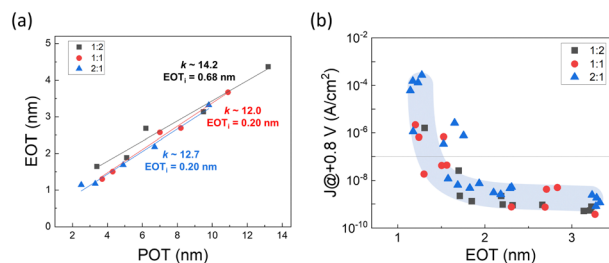 (a)
1:2
1:1
2:1
k ~ 14.2
EOTi = 0.68 nm
k ~ 12.0
EOTi = 0.20 nm
k ~ 12.7
EOTi = 0.20 nm
5
4
3
2
1
0
EOT (nm)
0 2 4 6 8 10 12 14
POT (nm)
(b)
1:2
1:1
2:1
10⁻²
10⁻⁴
10⁻⁶
10⁻⁸
10⁻¹⁰
J@+0.8 V (A/cm²)
1 2 3
EOT (nm)